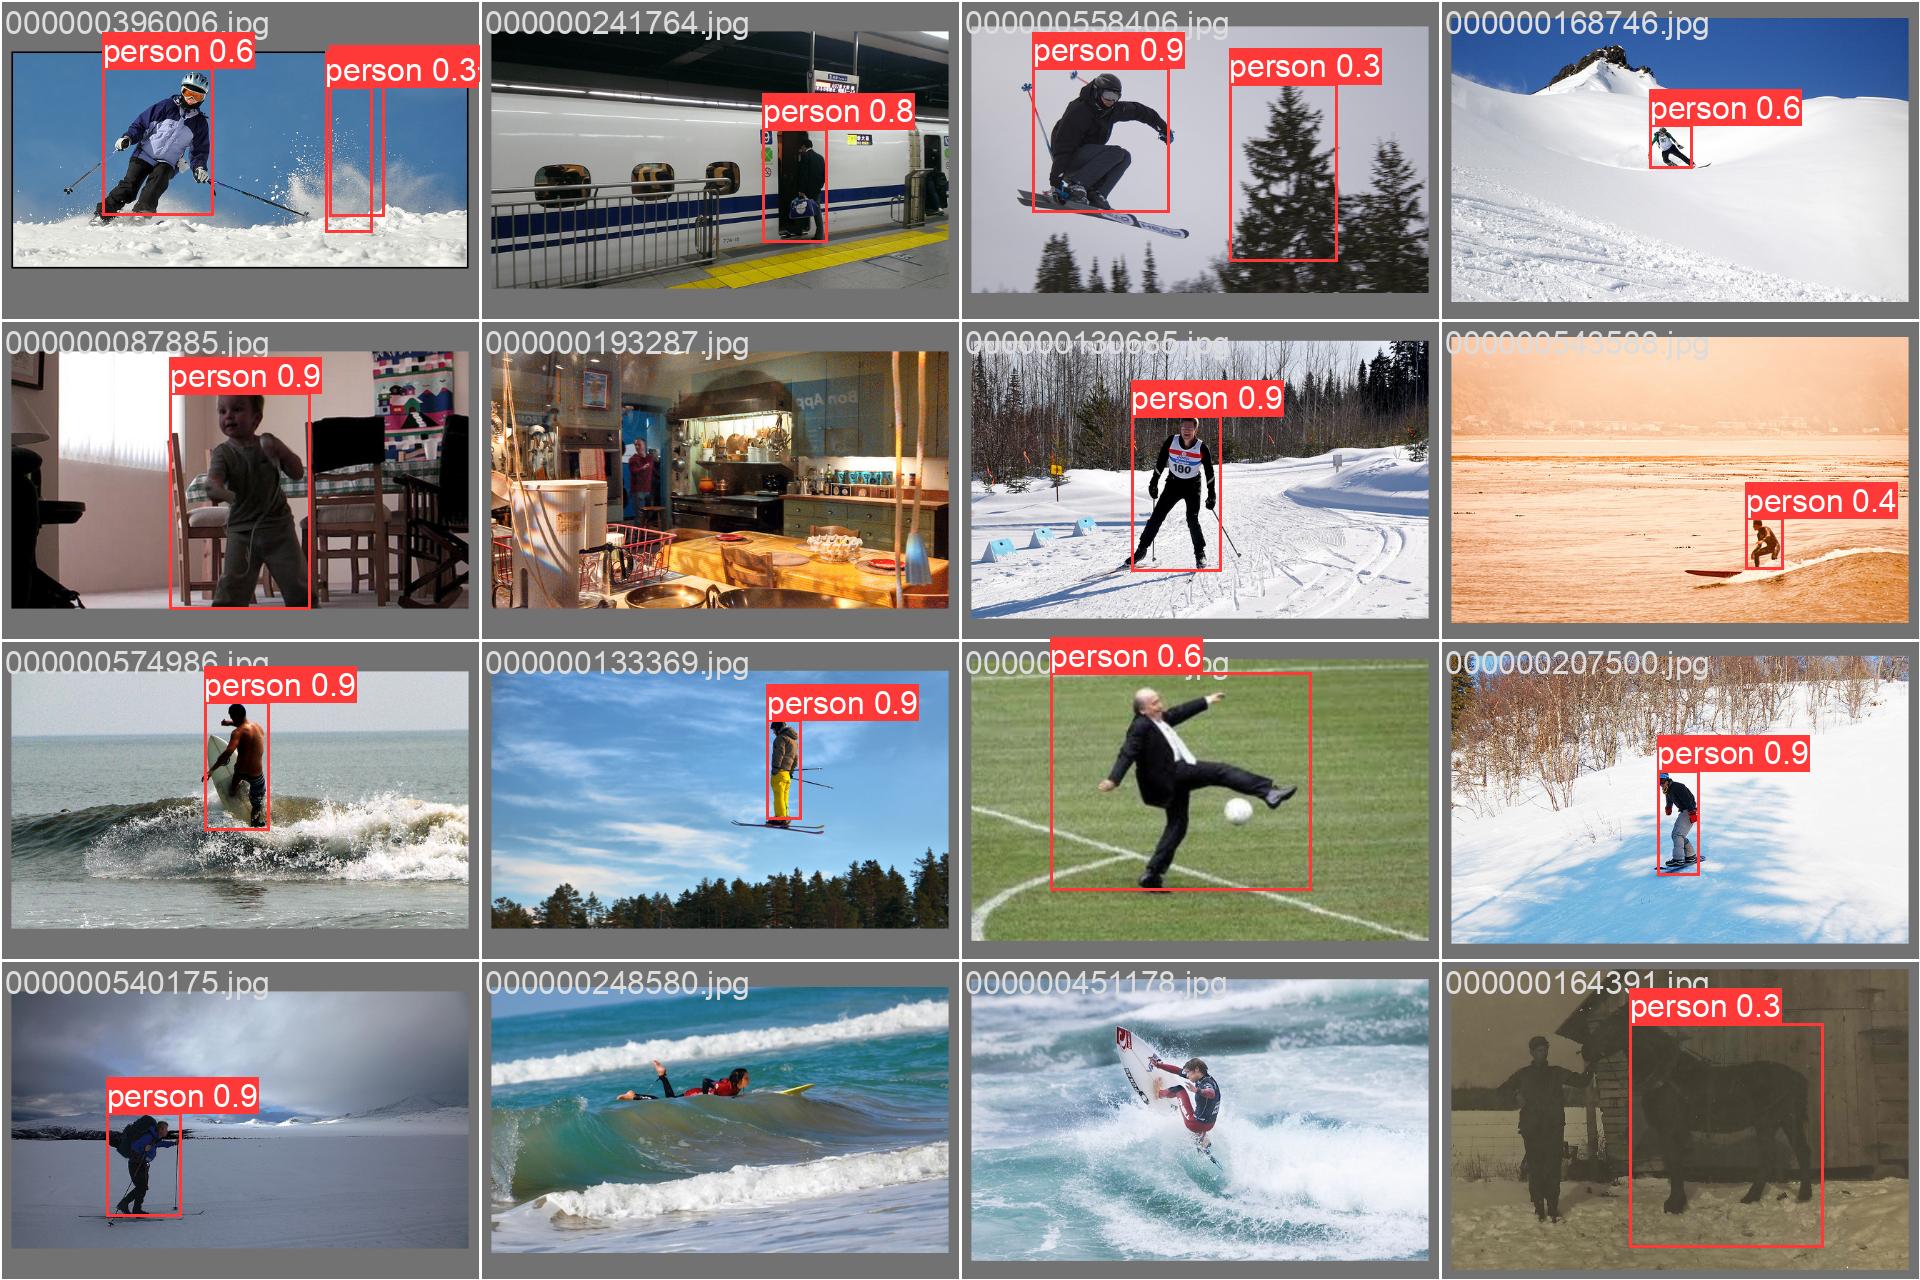 000000396006.jpg
person 0.6
person 0.3
000000241764.jpg
person 0.8
000000558406.jpg
person 0.9
person 0.3
HEAD
000000168746.jpg
person 0.6
000000087885.jpg
person 0.9
000000193287.jpg
000000130685.jpg
person 0.9
180
000000543588.jpg
person 0.4
000000574986.jpg
person 0.9
000000133369.jpg
person 0.9
person 0.6
000000207500.jpg
person 0.9
000000540175.jpg
person 0.9
000000248580.jpg
000000451178.jpg
000000164391.jpg
person 0.3